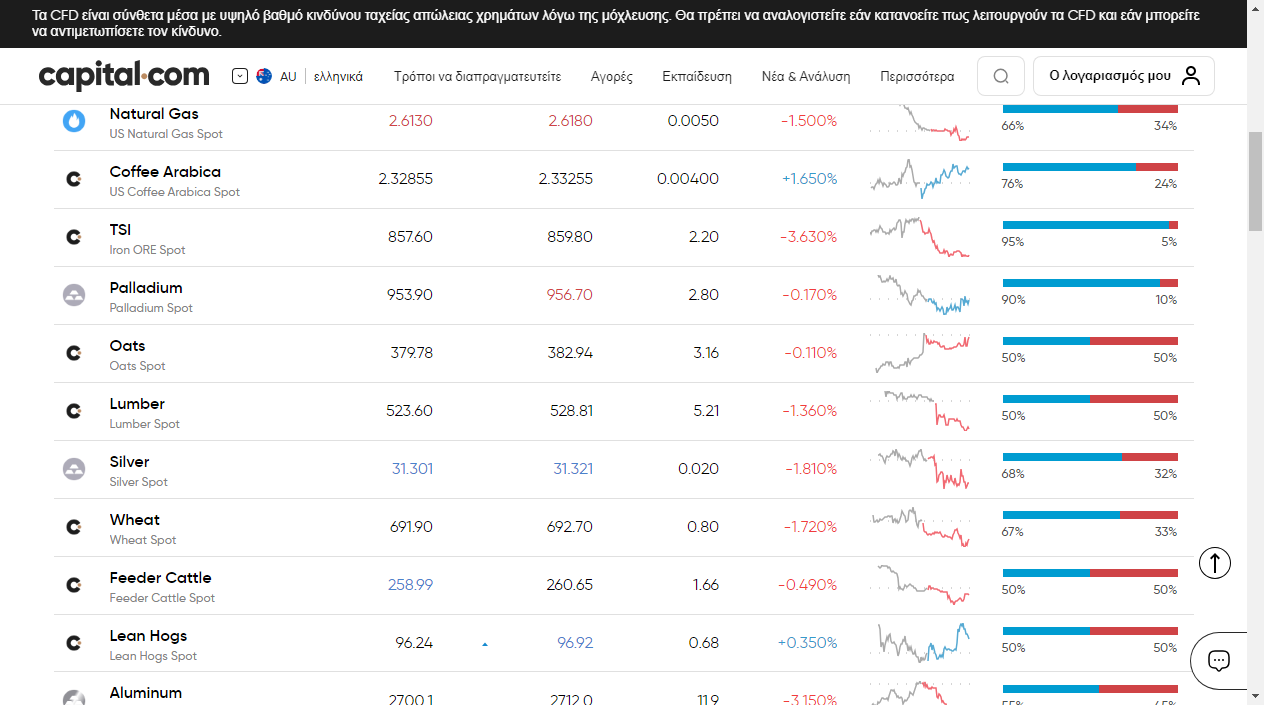 Τα CFD είναι σύνθετα μέσα με υψηλό βαθμό κινδύνου ταχείας απώλειας χρημάτων λόγω της μόχλευσης. Θα πρέπει να αναλογιστείτε εάν κατανοείτε πως λειτουργούν τα CFD και εάν μπορείτε
να αντιμετωπίσετε τον κίνδυνο.
capital.com AU ελληνικά Τρόποι να διαπραγματευτείτε Αγορές Εκπαίδευση Νέα & Ανάλυση Περισσότερα Ο λογαριασμός μου
Natural Gas 2.6130 2.6180 0.0050 -1.500%
US Natural Gas Spot 66% 34%
Coffee Arabica 2.32855 2.33255 0.00400 +1.650%
US Coffee Arabica Spot 76% 24%
TSI 857.60 859.80 2.20 -3.630%
Iron ORE Spot 95% 5%
Palladium 953.90 956.70 2.80 -0.170%
Palladium Spot 90% 10%
Oats 379.78 382.94 3.16 -0.110%
Oats Spot 50% 50%
Lumber 523.60 528.81 5.21 -1.360%
Lumber Spot 50% 50%
Silver 31.301 31.321 0.020 -1.810%
Silver Spot 68% 32%
Wheat 691.90 692.70 0.80 -1.720%
Wheat Spot 67% 33%
Feeder Cattle 258.99 260.65 1.66 -0.490%
Feeder Cattle Spot 50% 50%
Lean Hogs 96.24 96.92 0.68 +0.350%
Lean Hogs Spot 50% 50%
Aluminum 2700.1 2712.0 11.9 -3.150%
55% 45%